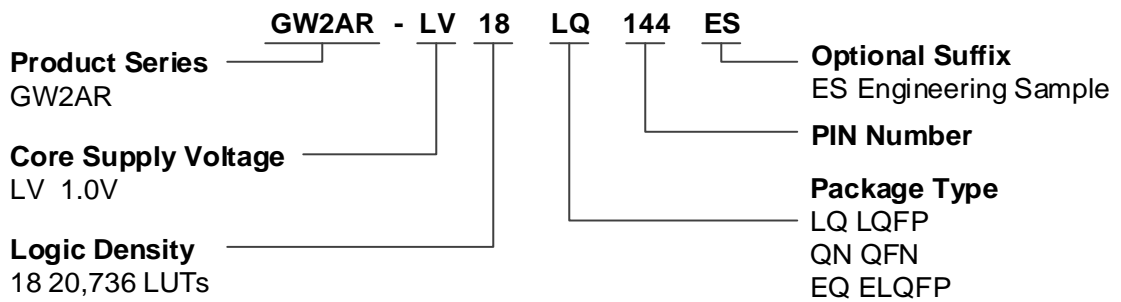 GW2AR - LV 18 LQ 144 ES
Product Series
GW2AR
Core Supply Voltage
LV 1.0V
Logic Density
18 20,736 LUTs
Optional Suffix
ES Engineering Sample
PIN Number
Package Type
LQ LQFP
QN QFN
EQ ELQFP